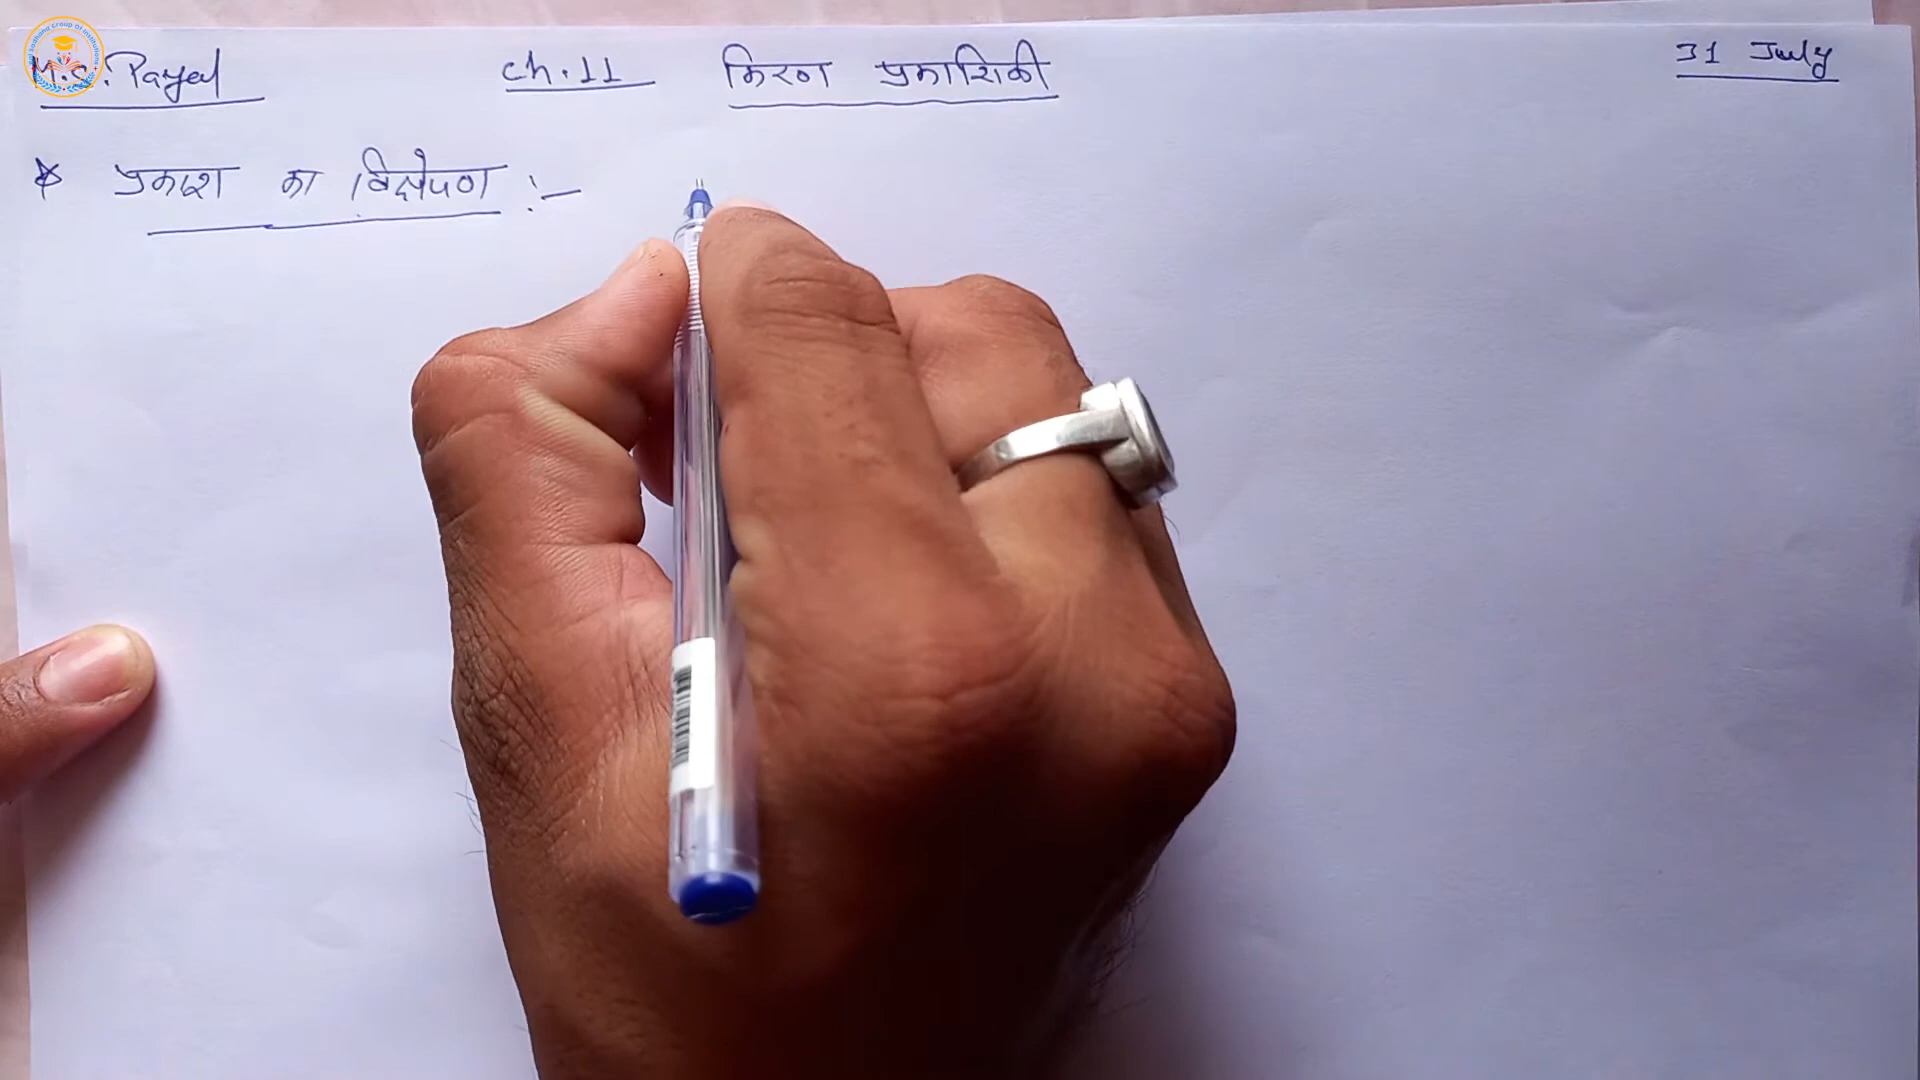 M.S. Payal ch.11 किरण प्रकाशिकी 31 July
* प्रकाश का विक्षेपण :-